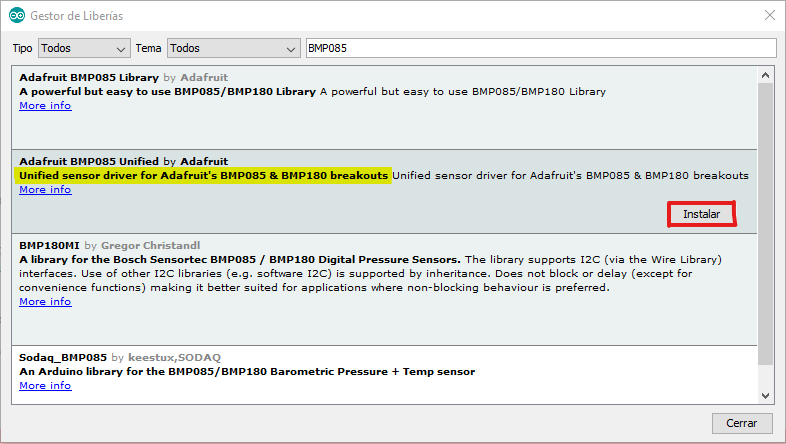 Gestor de Liberías
Tipo Todos Tema Todos BMP085
Adafruit BMP085 Library by Adafruit
A powerful but easy to use BMP085/BMP180 Library A powerful but easy to use BMP085/BMP180 Library
More info
Adafruit BMP085 Unified by Adafruit
Unified sensor driver for Adafruit's BMP085 & BMP180 breakouts Unified sensor driver for Adafruit's BMP085 & BMP180 breakouts
More info
Instalar
BMP180MI by Gregor Christandl
A library for the Bosch Sensortec BMP085 / BMP180 Digital Pressure Sensors. The library supports I2C (via the Wire Library)
interfaces. Use of other I2C libraries (e.g. software I2C) is supported by inheritance. Does not block or delay (except for
convenience functions) making it better suited for applications where non-blocking behaviour is preferred.
More info
Sodaq_BMP085 by keestux,SODAQ
An Arduino library for the BMP085/BMP180 Barometric Pressure + Temp sensor
More info
Cerrar